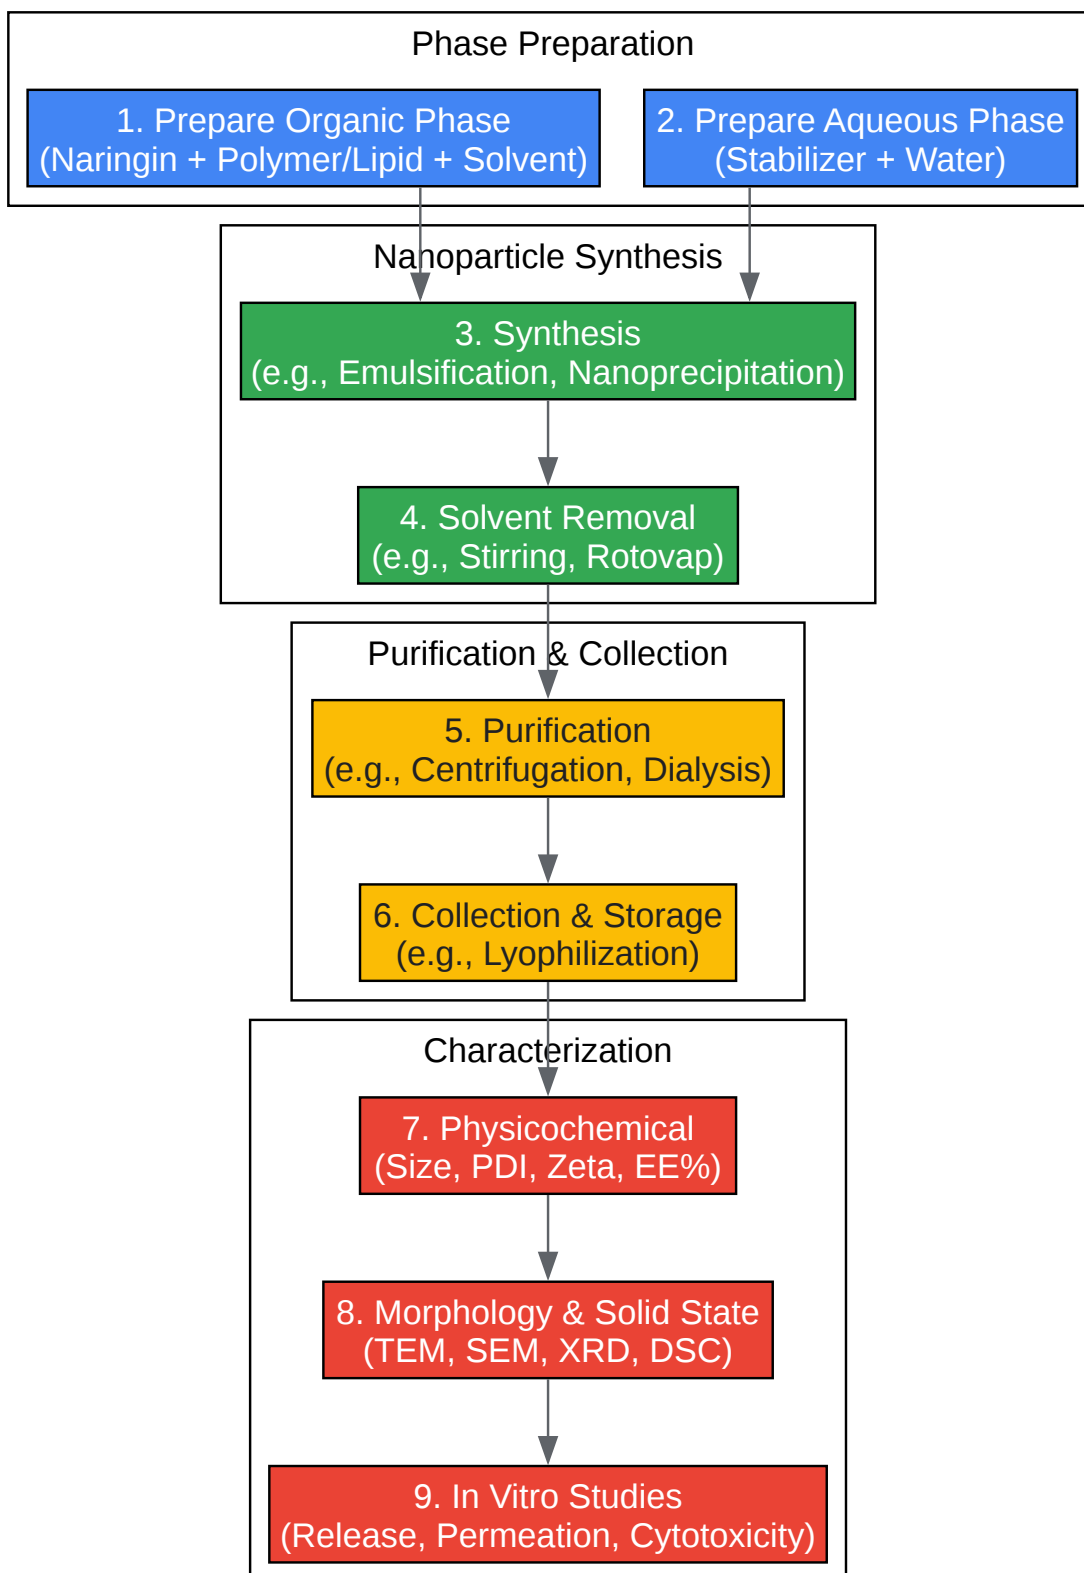 Phase Preparation
1. Prepare Organic Phase
(Naringin + Polymer/Lipid + Solvent)
2. Prepare Aqueous Phase
(Stabilizer + Water)
Nanoparticle Synthesis
3. Synthesis
(e.g., Emulsification, Nanoprecipitation)
4. Solvent Removal
(e.g., Stirring, Rotovap)
Purification & Collection
5. Purification
(e.g., Centrifugation, Dialysis)
6. Collection & Storage
(e.g., Lyophilization)
Characterization
7. Physicochemical
(Size, PDI, Zeta, EE%)
8. Morphology & Solid State
(TEM, SEM, XRD, DSC)
9. In Vitro Studies
(Release, Permeation, Cytotoxicity)